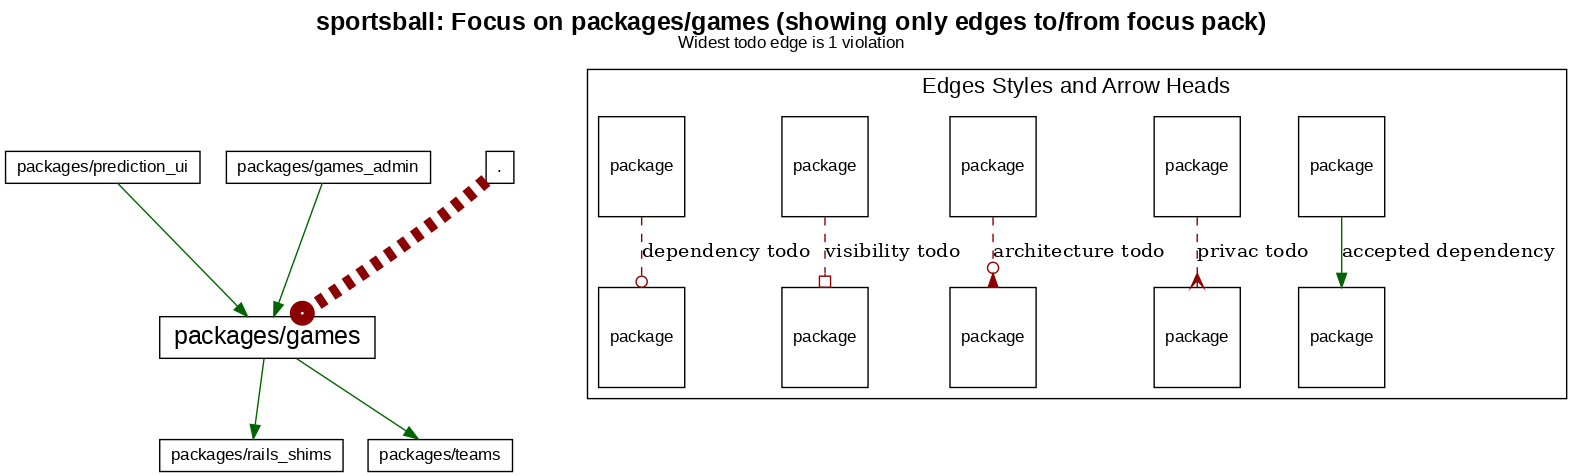 sportsball: Focus on packages/games (showing only edges to/from focus pack)
Widest todo edge is 1 violation
Edges Styles and Arrow Heads
packages/prediction_ui
packages/games_admin
.
packages/games
packages/rails_shims
packages/teams
package
package
package
package
package
dependency todo
visibility todo
architecture todo
privac todo
accepted dependency
package
package
package
package
package